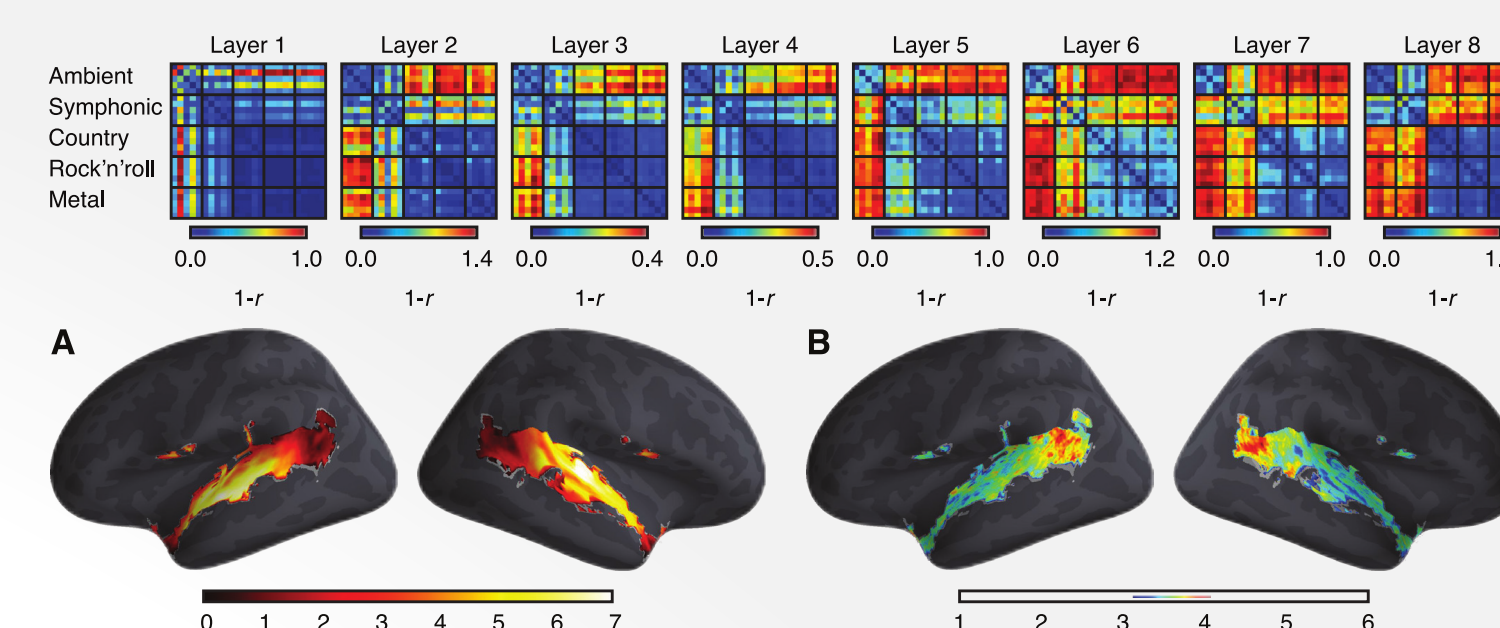 Layer 1 Layer 2 Layer 3 Layer 4 Layer 5 Layer 6 Layer 7 Layer 8
Ambient
Symphonic
Country
Rock'n'roll
Metal
0.0 1.0 0.0 1.4 0.0 0.4 0.0 0.5 0.0 1.0 0.0 1.2 0.0 1.0 0.0
1-r 1-r 1-r 1-r 1-r 1-r 1-r 1-r
A B
0 1 2 3 4 5 6 7 1 2 3 4 5 6